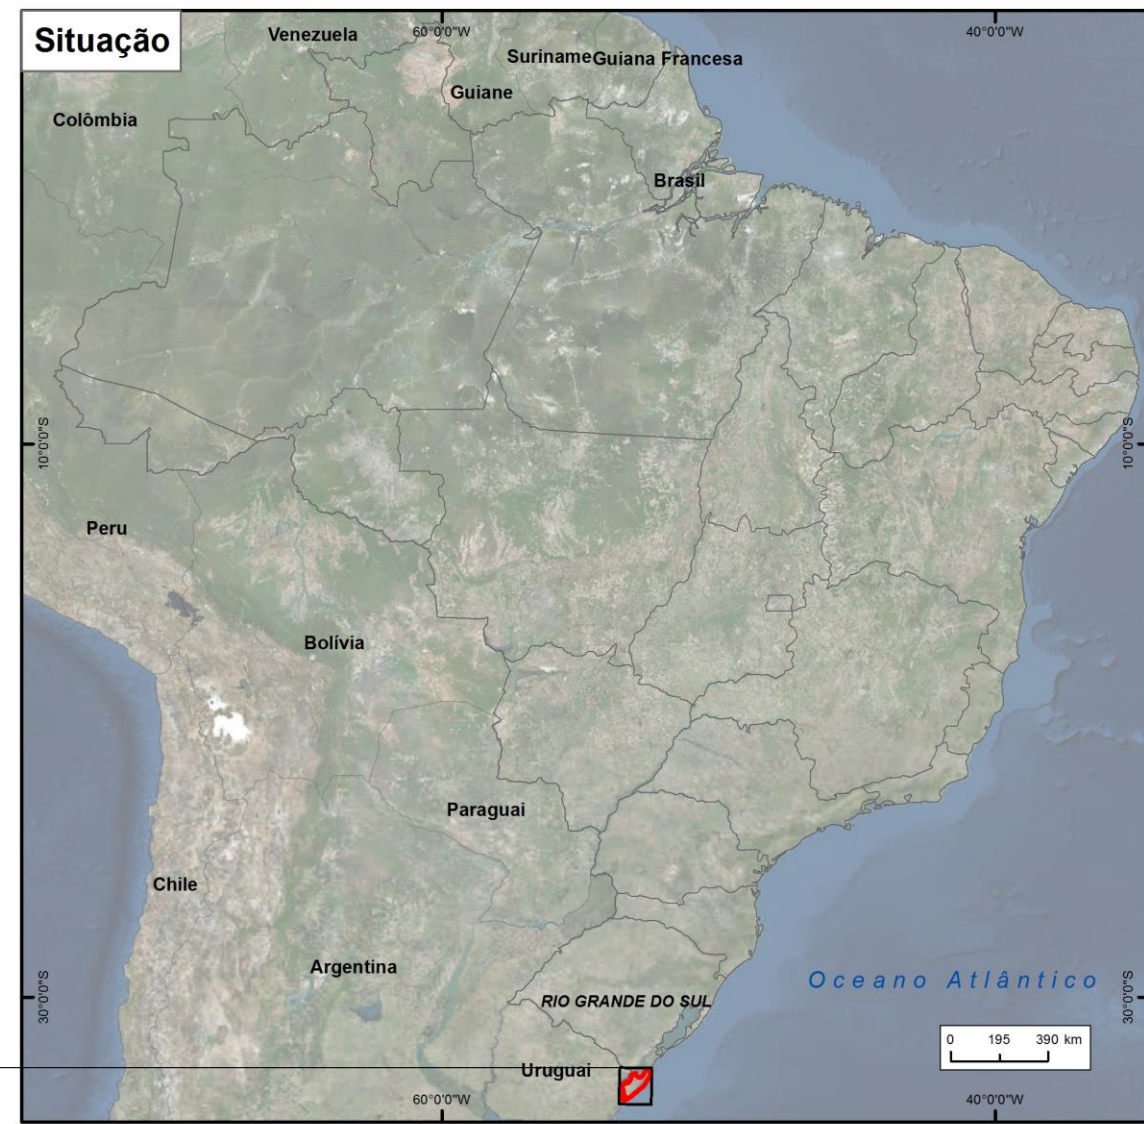 Situação
60°0'0"W
40°0'0"W
Venezuela
Suriname
Guiana Francesa
Guiane
Colômbia
Brasil
10°0'0"S
10°0'0"S
Peru
Bolívia
Paraguai
Chile
Argentina
Oceano Atlântico
30°0'0"S
30°0'0"S
RIO GRANDE DO SUL
0 195 390 km
Uruguai
60°0'0"W
40°0'0"W